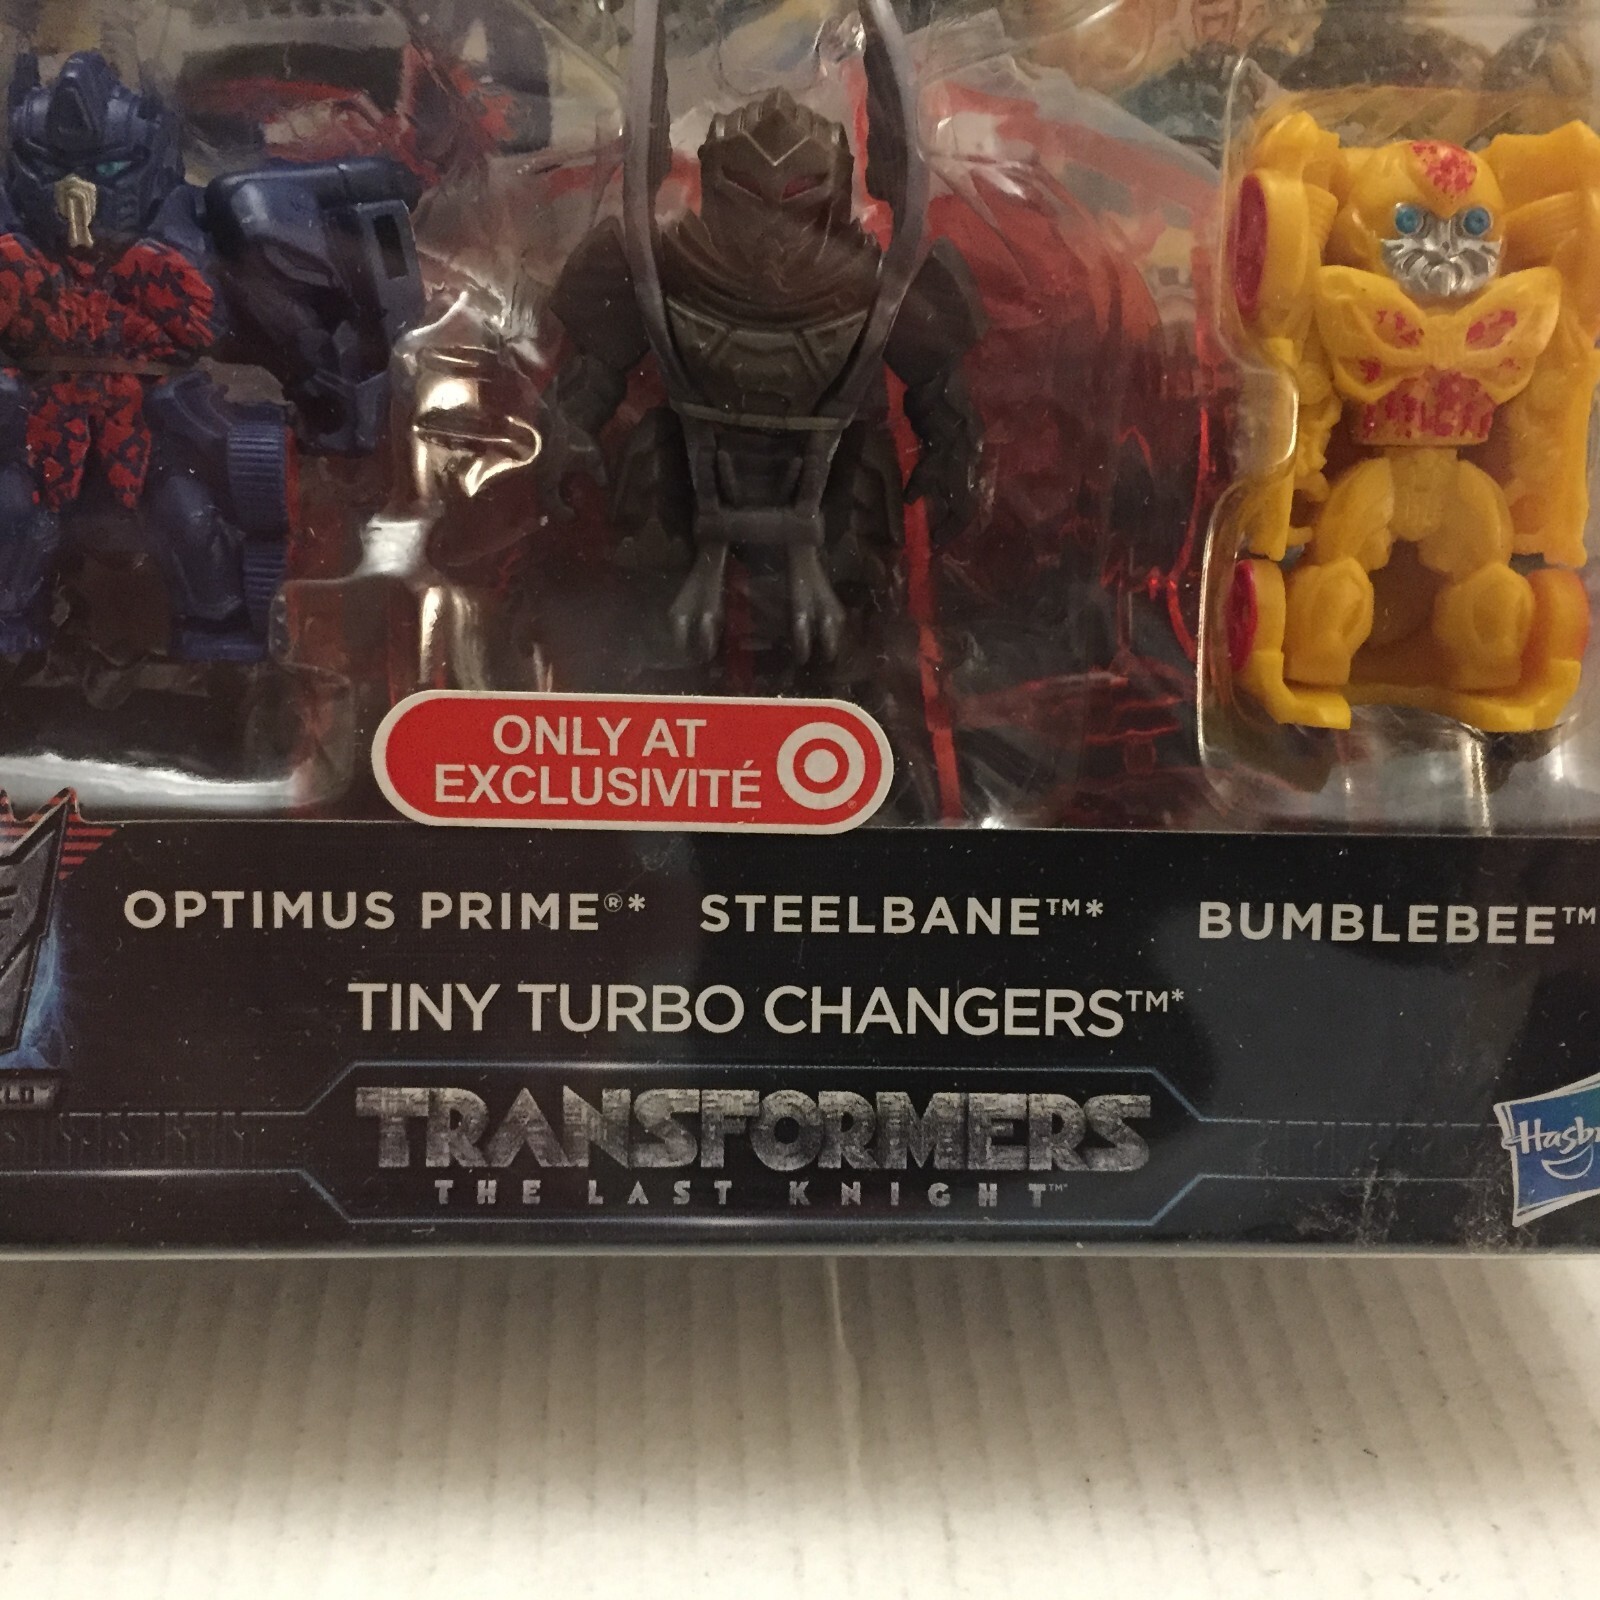 ONLY AT
EXCLUSIVITÉ
OPTIMUS PRIME®* STEELBANE™* BUMBLEBEE™
TINY TURBO CHANGERS™*
TRANSFORMERS
THE LAST KNIGHT™